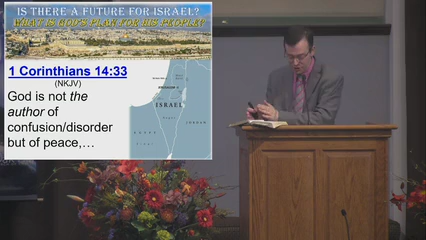 IS THERE A FUTURE FOR ISRAEL?
WHAT IS GOD'S PLAN FOR HIS PEOPLE?
1 Corinthians 14:33
(NKJV)
God is not the
author of
confusion/disorder
but of peace,…
ISRAEL